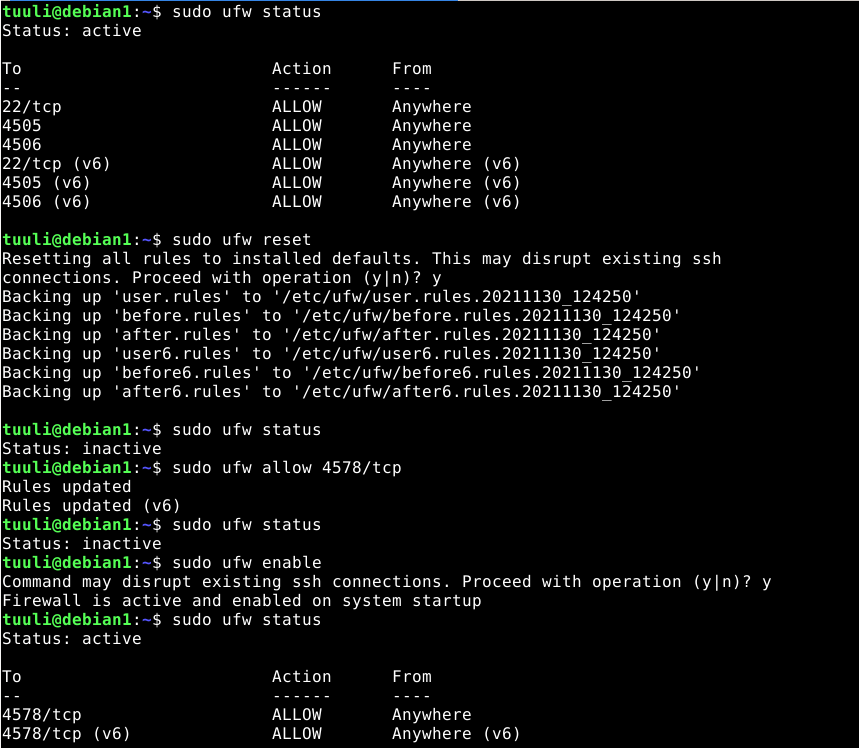 tuuli@debian1:~$ sudo ufw status
Status: active
To                         Action      From
--                         ------      ----
22/tcp                     ALLOW       Anywhere
4505                       ALLOW       Anywhere
4506                       ALLOW       Anywhere
22/tcp (v6)                ALLOW       Anywhere (v6)
4505 (v6)                  ALLOW       Anywhere (v6)
4506 (v6)                  ALLOW       Anywhere (v6)
tuuli@debian1:~$ sudo ufw reset
Resetting all rules to installed defaults. This may disrupt existing ssh
connections. Proceed with operation (y|n)? y
Backing up 'user.rules' to '/etc/ufw/user.rules.20211130_124250'
Backing up 'before.rules' to '/etc/ufw/before.rules.20211130_124250'
Backing up 'after.rules' to '/etc/ufw/after.rules.20211130_124250'
Backing up 'user6.rules' to '/etc/ufw/user6.rules.20211130_124250'
Backing up 'before6.rules' to '/etc/ufw/before6.rules.20211130_124250'
Backing up 'after6.rules' to '/etc/ufw/after6.rules.20211130_124250'
tuuli@debian1:~$ sudo ufw status
Status: inactive
tuuli@debian1:~$ sudo ufw allow 4578/tcp
Rules updated
Rules updated (v6)
tuuli@debian1:~$ sudo ufw status
Status: inactive
tuuli@debian1:~$ sudo ufw enable
Command may disrupt existing ssh connections. Proceed with operation (y|n)? y
Firewall is active and enabled on system startup
tuuli@debian1:~$ sudo ufw status
Status: active
To                         Action      From
--                         ------      ----
4578/tcp                   ALLOW       Anywhere
4578/tcp (v6)              ALLOW       Anywhere (v6)